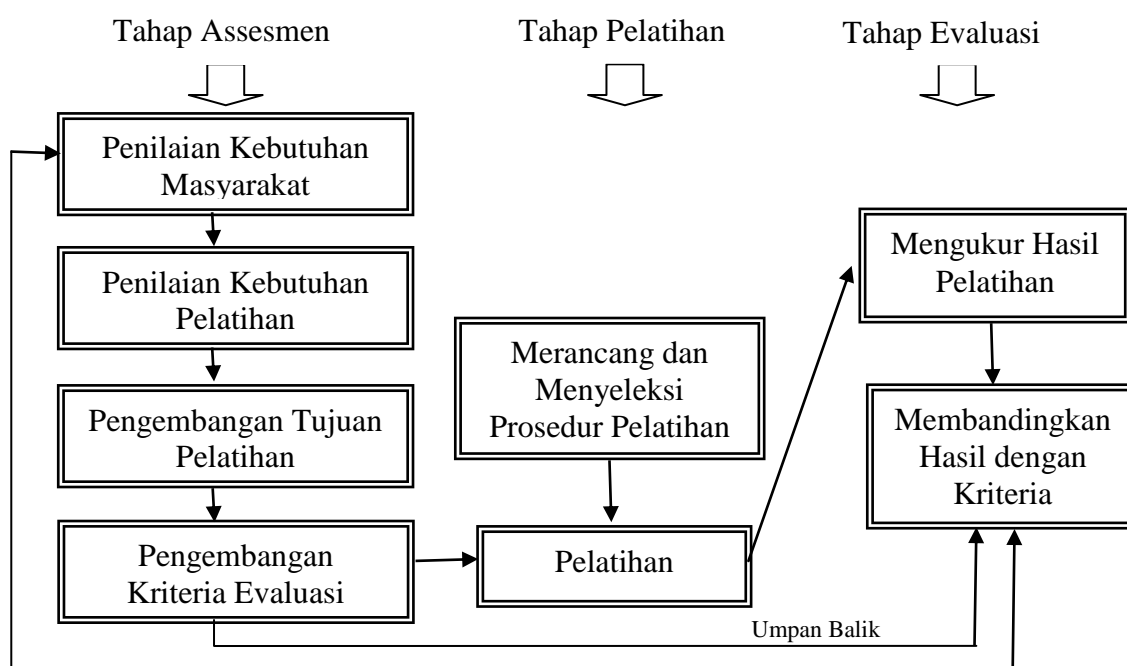 Tahap Assesmen
Tahap Pelatihan
Tahap Evaluasi
Penilaian Kebutuhan
Masyarakat
Penilaian Kebutuhan
Pelatihan
Pengembangan Tujuan
Pelatihan
Pengembangan
Kriteria Evaluasi
Merancang dan
Menyeleksi
Prosedur Pelatihan
Pelatihan
Mengukur Hasil
Pelatihan
Membandingkan
Hasil dengan
Kriteria
Umpan Balik